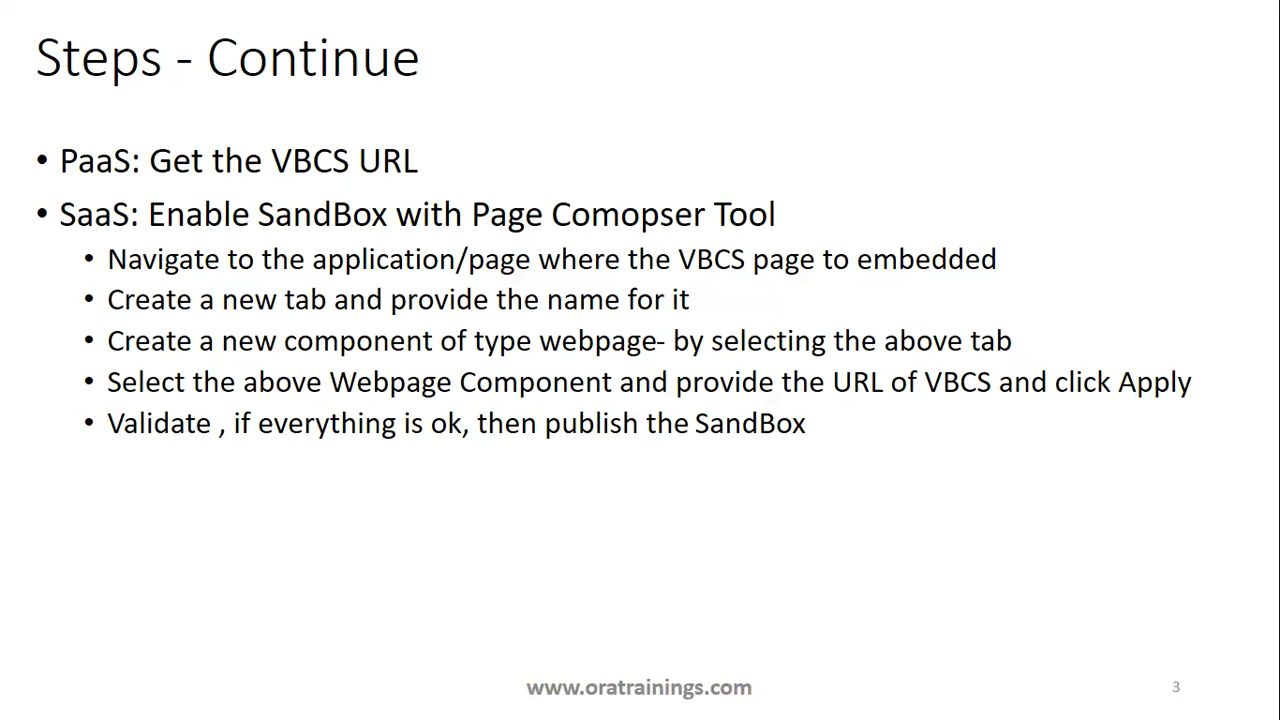 Steps - Continue
• PaaS: Get the VBCS URL
• SaaS: Enable SandBox with Page Comopser Tool
• Navigate to the application/page where the VBCS page to embedded
• Create a new tab and provide the name for it
• Create a new component of type webpage- by selecting the above tab
• Select the above Webpage Component and provide the URL of VBCS and click Apply
• Validate , if everything is ok, then publish the SandBox
www.oratrainings.com
3